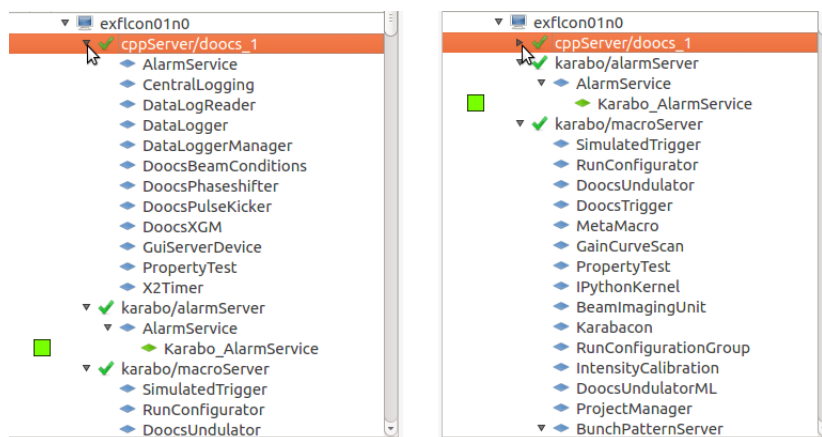 exflcon01n0
cppServer/doocs_1
AlarmService
CentralLogging
DataLogReader
DataLogger
DataLoggerManager
DoocsBeamConditions
DoocsPhaseshifter
DoocsPulseKicker
DoocsXGM
GuiServerDevice
PropertyTest
X2Timer
karabo/alarmServer
AlarmService
Karabo_AlarmService
karabo/macroServer
SimulatedTrigger
RunConfigurator
DoocsUndulator
exflcon01n0
cppServer/doocs_1
karabo/alarmServer
AlarmService
Karabo_AlarmService
karabo/macroServer
SimulatedTrigger
RunConfigurator
DoocsUndulator
DoocsTrigger
MetaMacro
GainCurveScan
PropertyTest
IPythonKernel
BeamImagingUnit
Karabacon
RunConfigurationGroup
IntensityCalibration
DoocsUndulatorML
ProjectManager
BunchPatternServer